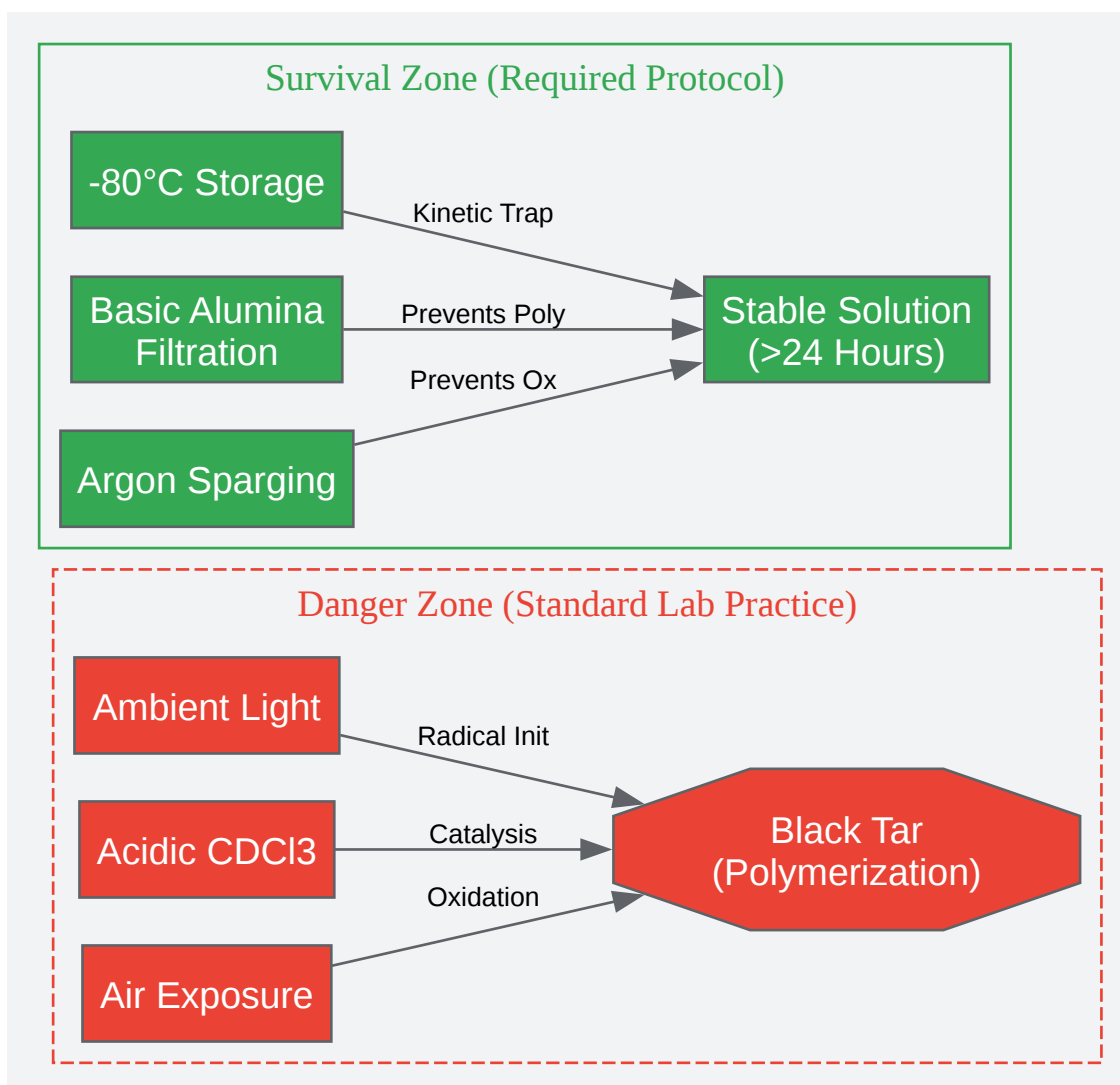 Survival Zone (Required Protocol)
-80°C Storage
Kinetic Trap
Basic Alumina
Filtration
Prevents Poly
Stable Solution
(>24 Hours)
Prevents Ox
Argon Sparging
Danger Zone (Standard Lab Practice)
Ambient Light
Radical Init
Acidic CDCl3
Catalysis
Black Tar
(Polymerization)
Oxidation
Air Exposure